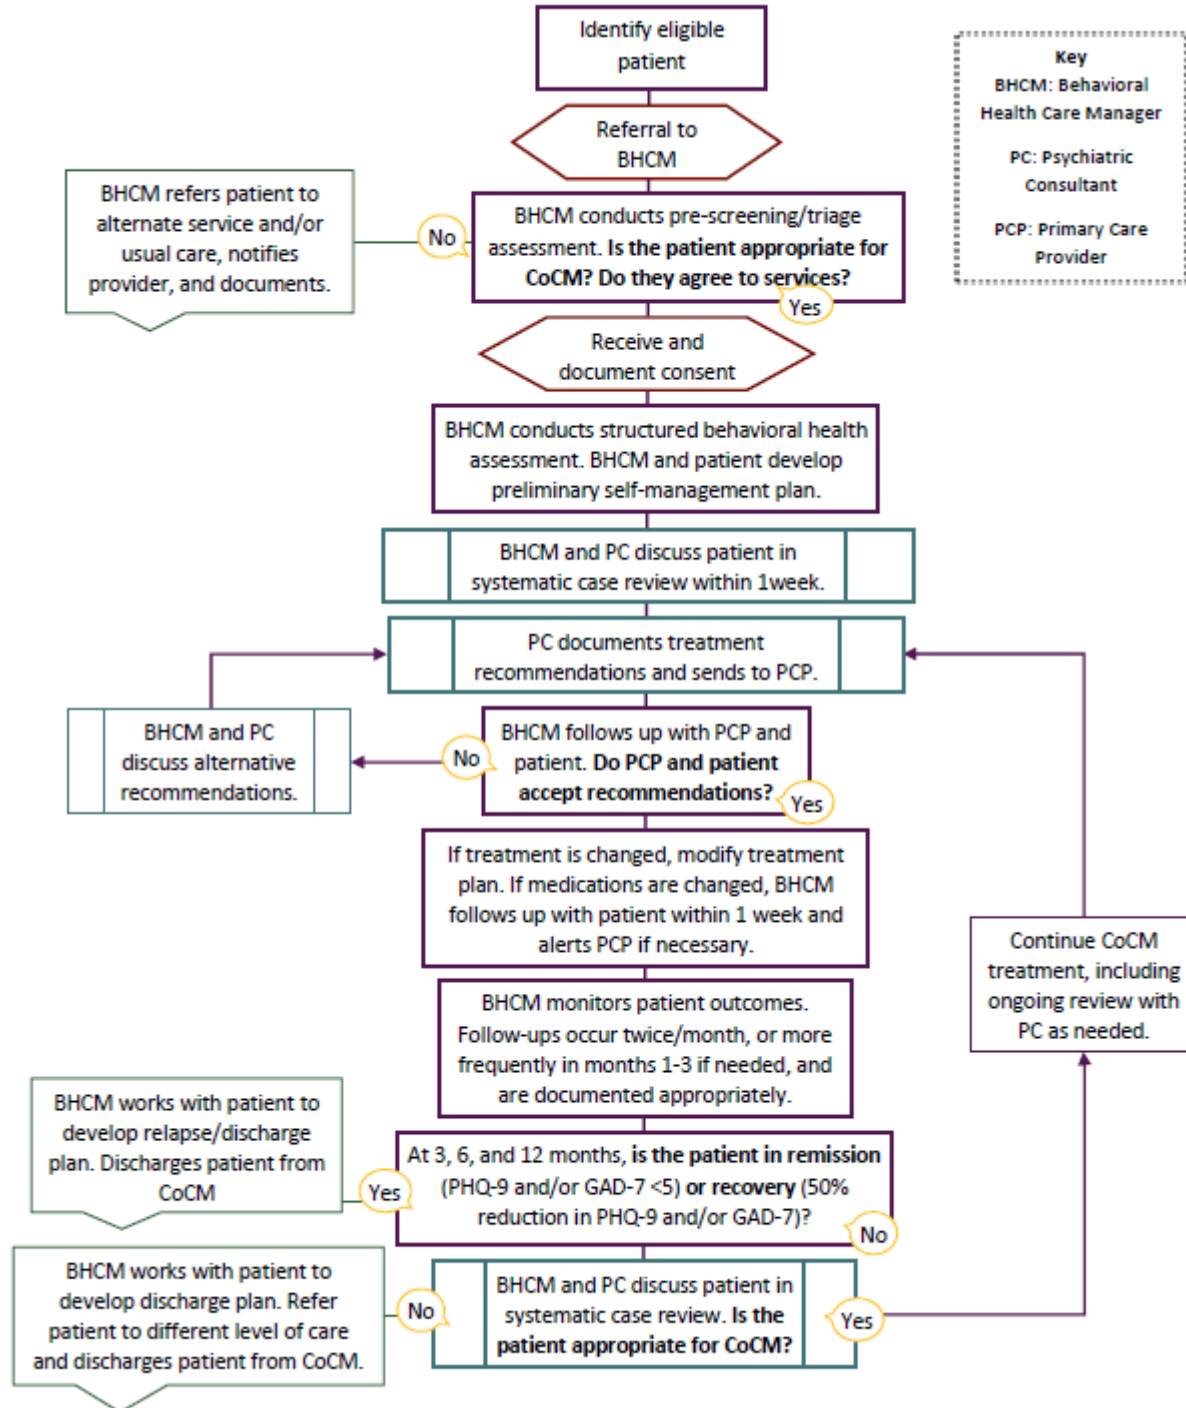 Identify eligible
patient
Key
BHCM: Behavioral
Health Care Manager
PC: Psychiatric
Consultant
PCP: Primary Care
Provider
Referral to
BHCM
BHCM refers patient to
alternate service and/or
usual care, notifies
provider, and documents.
No
BHCM conducts pre-screening/triage
assessment. Is the patient appropriate for
CoCM? Do they agree to services?
Yes
Receive and
document consent
BHCM conducts structured behavioral health
assessment. BHCM and patient develop
preliminary self-management plan.
BHCM and PC discuss patient in
systematic case review within 1week.
PC documents treatment
recommendations and sends to PCP.
BHCM and PC
discuss alternative
recommendations.
No
BHCM follows up with PCP and
patient. Do PCP and patient
accept recommendations?
Yes
If treatment is changed, modify treatment
plan. If medications are changed, BHCM
follows up with patient within 1 week and
alerts PCP if necessary.
Continue CoCM
treatment, including
ongoing review with
PC as needed.
BHCM monitors patient outcomes.
Follow-ups occur twice/month, or more
frequently in months 1-3 if needed, and
are documented appropriately.
BHCM works with patient to
develop relapse/discharge
plan. Discharges patient from
CoCM
Yes
At 3, 6, and 12 months, is the patient in remission
(PHQ-9 and/or GAD-7 <5) or recovery (50%
reduction in PHQ-9 and/or GAD-7)?
No
BHCM works with patient to
develop discharge plan. Refer
patient to different level of care
and discharges patient from CoCM.
No
BHCM and PC discuss patient in
systematic case review. Is the
patient appropriate for CoCM?
Yes